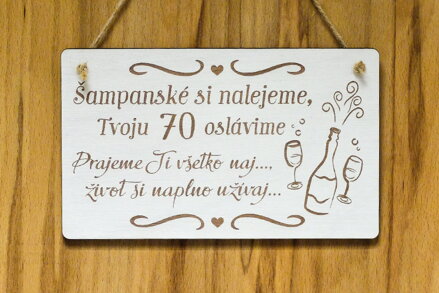 Šampanské si nalejeme,
Tvoju 70 oslávime
Prajeme Ti všetko naj...,
život si naplno užívaj...